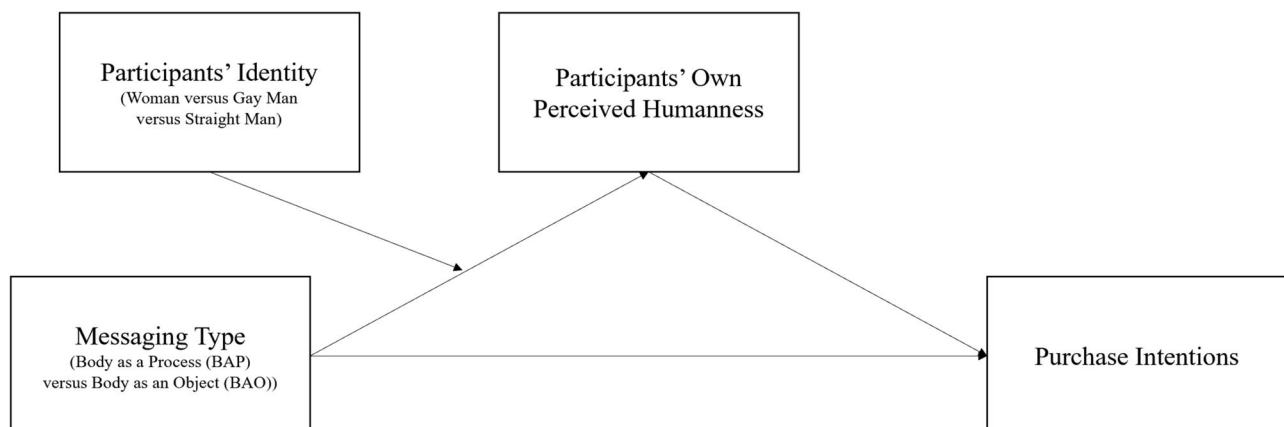 Participants’ Identity
(Woman versus Gay Man
versus Straight Man)
Participants’ Own
Perceived Humanness
Messaging Type
(Body as a Process (BAP)
versus Body as an Object (BAO))
Purchase Intentions